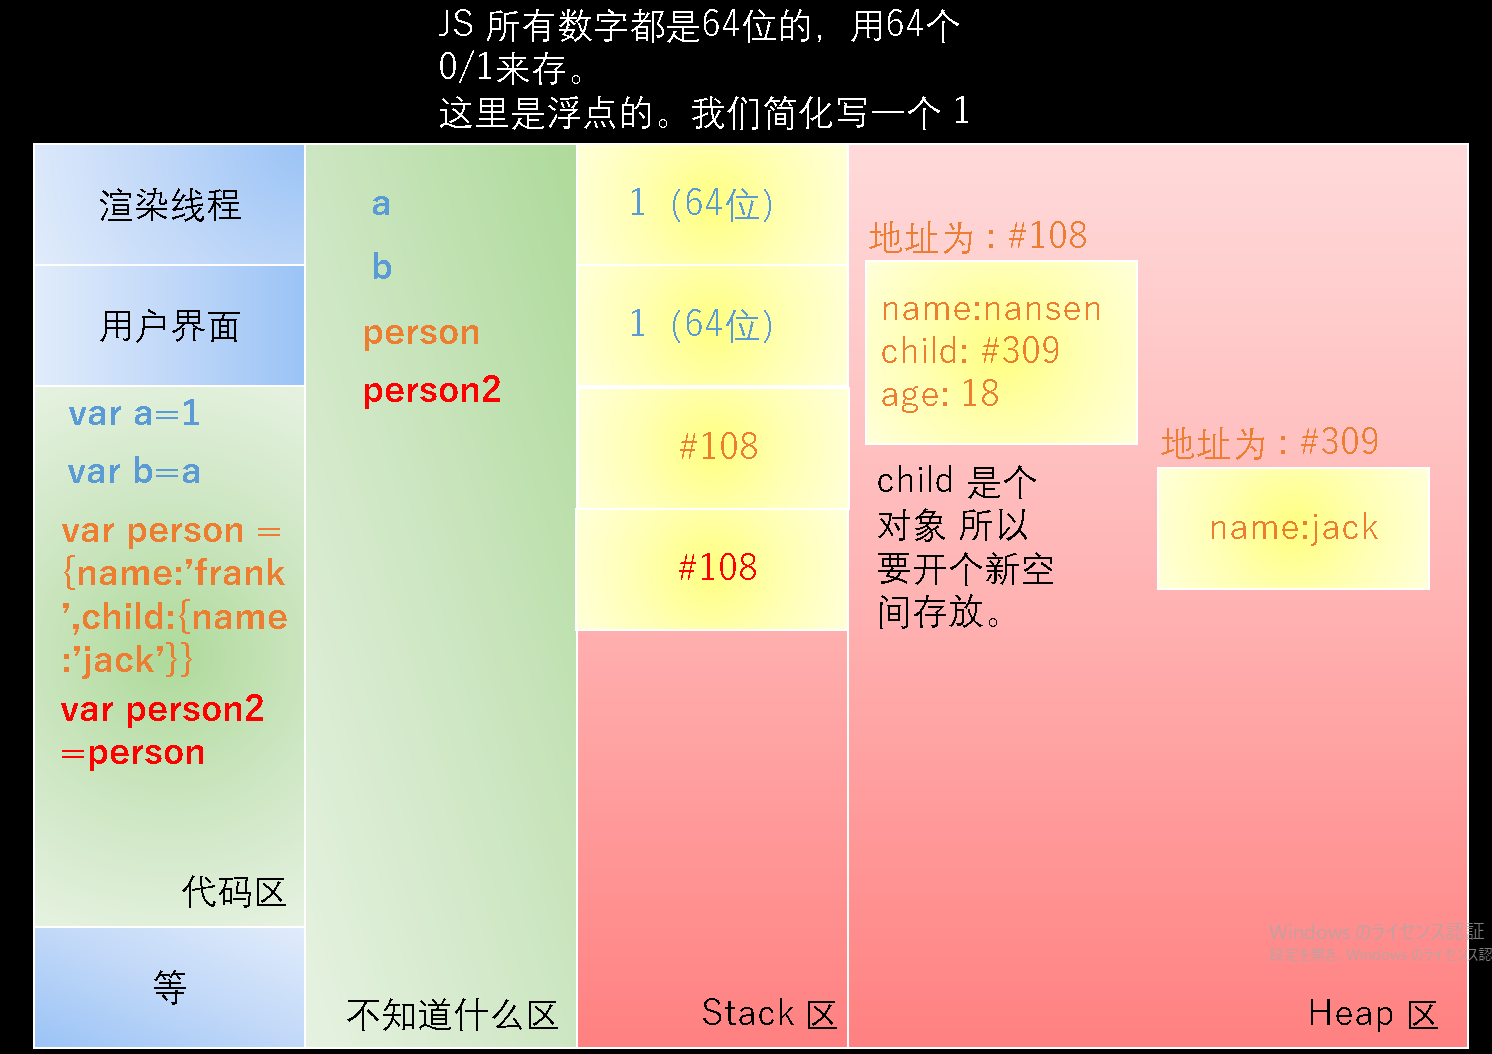 JS 所有数字都是64位的，用64个
0/1来存。
这里是浮点的。我们简化写一个 1
渲染线程
用户界面
var a=1
var b=a
var person =
{name:’frank
’,child:{name
:’jack’}}
var person2
=person
代码区
等
a
b
person
person2
不知道什么区
1（64位）
1（64位）
#108
#108
Stack 区
地址为：#108
name:nansen
child: #309
age: 18
child 是个
对象 所以
要开个新空
间存放。
地址为：#309
name:jack
Heap 区
Windows のライセンス認証